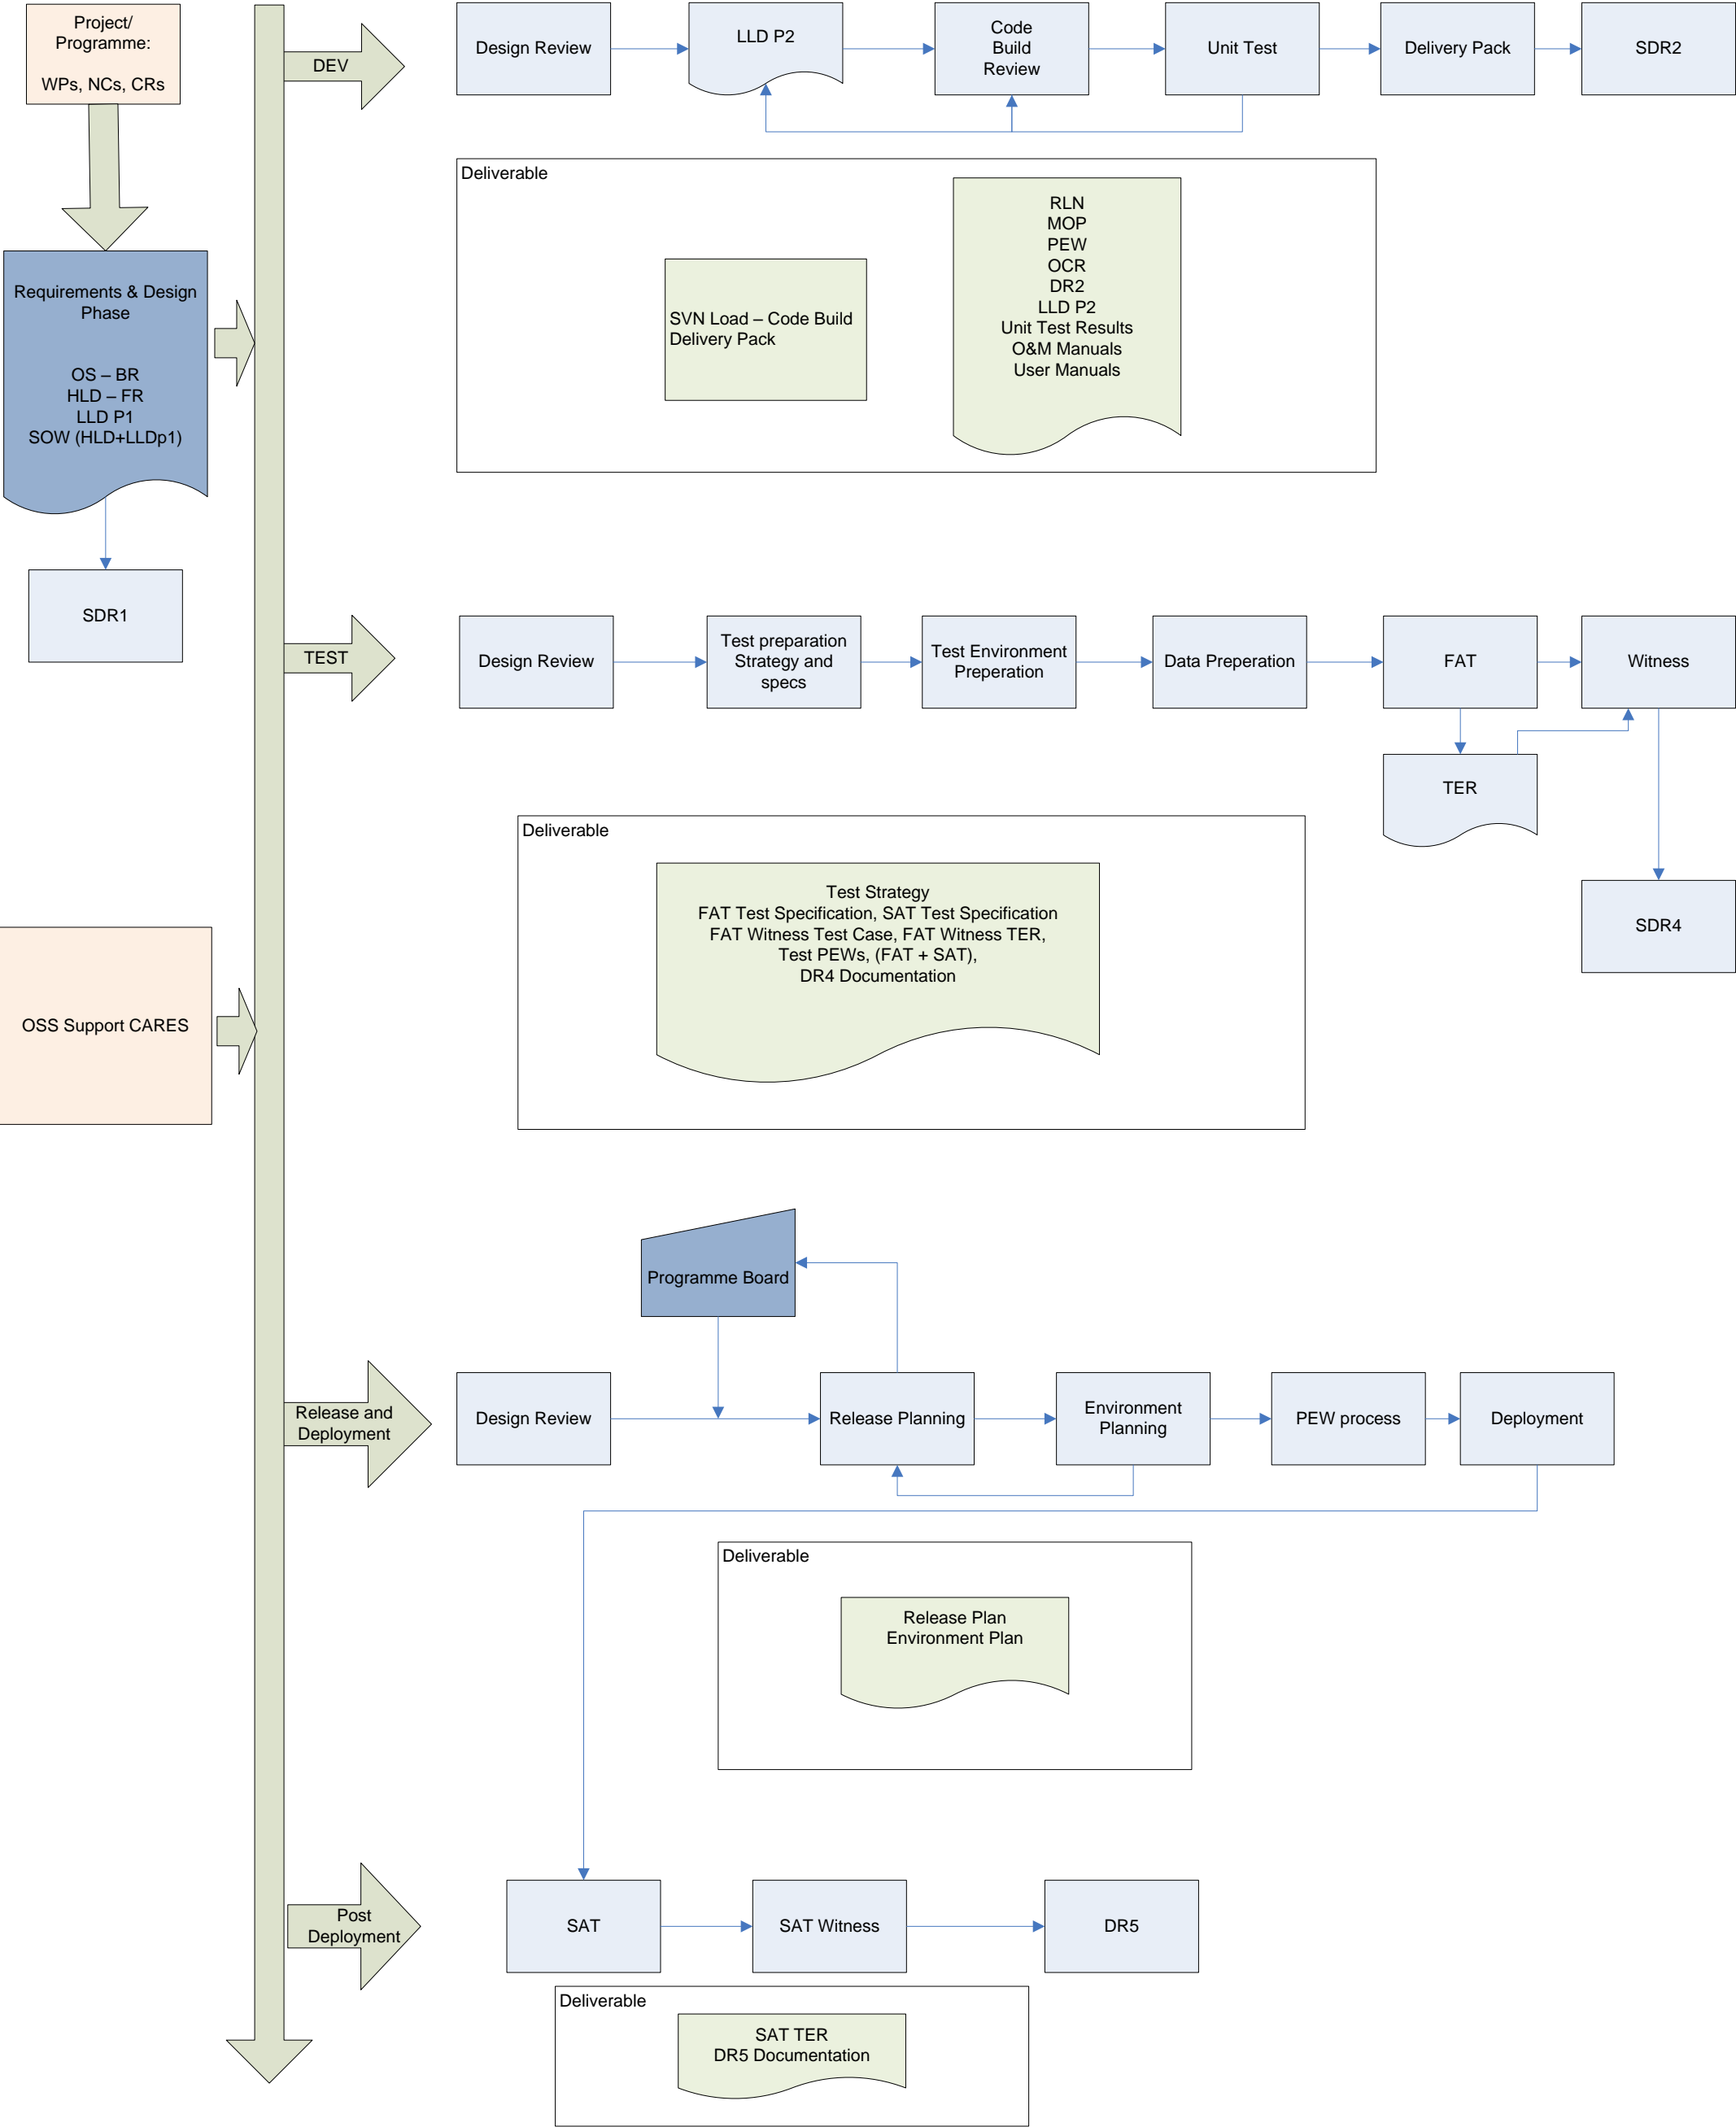 Project/
Programme:
WPs, NCs, CRs
Requirements & Design
Phase
OS – BR
HLD – FR
LLD P1
SOW (HLD+LLDp1)
SDR1
OSS Support CARES
DEV
Design Review
LLD P2
Code
Build
Review
Unit Test
Delivery Pack
SDR2
Deliverable
SVN Load – Code Build
Delivery Pack
RLN
MOP
PEW
OCR
DR2
LLD P2
Unit Test Results
O&M Manuals
User Manuals
TEST
Design Review
Test preparation
Strategy and
specs
Test Environment
Preperation
Data Preperation
FAT
Witness
TER
SDR4
Deliverable
Test Strategy
FAT Test Specification, SAT Test Specification
FAT Witness Test Case, FAT Witness TER,
Test PEWs, (FAT + SAT),
DR4 Documentation
Programme Board
Release and
Deployment
Design Review
Release Planning
Environment
Planning
PEW process
Deployment
Deliverable
Release Plan
Environment Plan
Post
Deployment
SAT
SAT Witness
DR5
Deliverable
SAT TER
DR5 Documentation